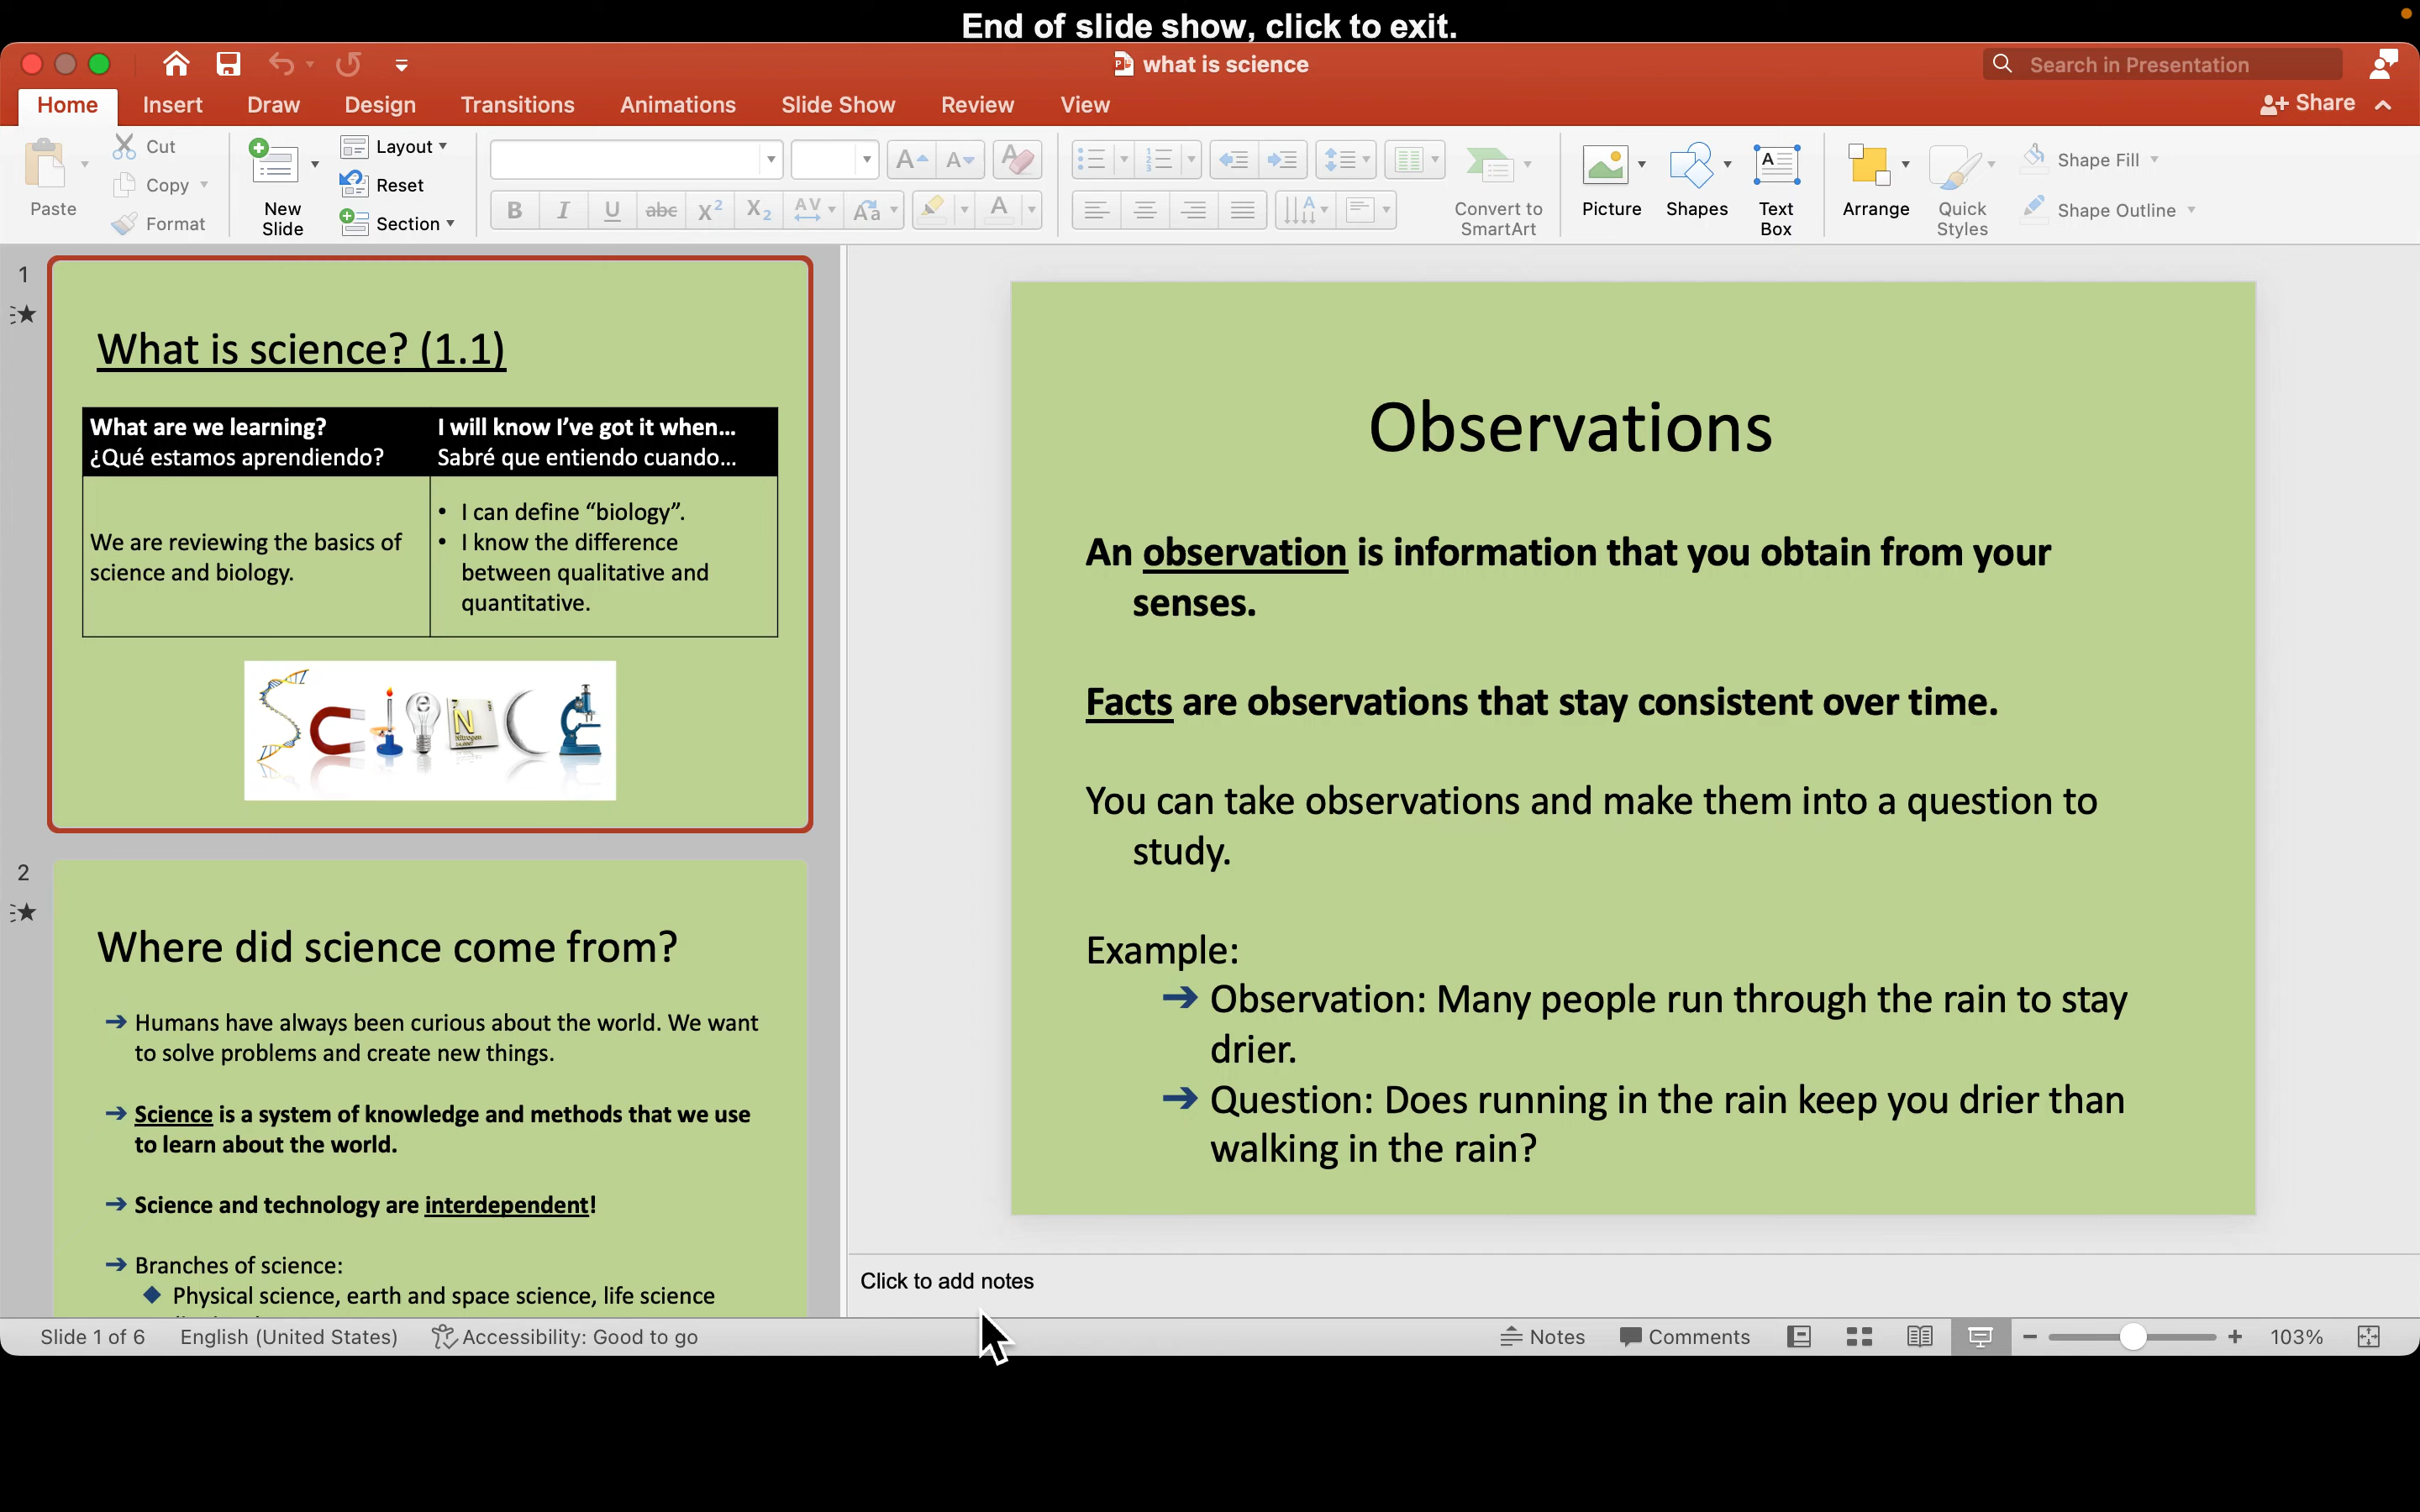 End of slide show, click to exit.
what is science
Search in Presentation
Home Insert Draw Design Transitions Animations Slide Show Review View
Share
Paste
Cut
Copy
Format
New
Slide
Layout
Reset
Section
Convert to
SmartArt
Picture
Shapes
Text
Box
Arrange
Quick
Styles
Shape Fill
Shape Outline
1
What is science? (1.1)
What are we learning?
¿Qué estamos aprendiendo?
I will know I've got it when...
Sabré que entiendo cuando...
We are reviewing the basics of
science and biology.
• I can define “biology”.
• I know the difference
between qualitative and
quantitative.
2
Where did science come from?
➔ Humans have always been curious about the world. We want
to solve problems and create new things.
➔ Science is a system of knowledge and methods that we use
to learn about the world.
➔ Science and technology are interdependent!
➔ Branches of science:
◆ Physical science, earth and space science, life science
Observations
An observation is information that you obtain from your
senses.
Facts are observations that stay consistent over time.
You can take observations and make them into a question to
study.
Example:
➔ Observation: Many people run through the rain to stay
drier.
➔ Question: Does running in the rain keep you drier than
walking in the rain?
Click to add notes
Slide 1 of 6 English (United States) Accessibility: Good to go Notes Comments 103%